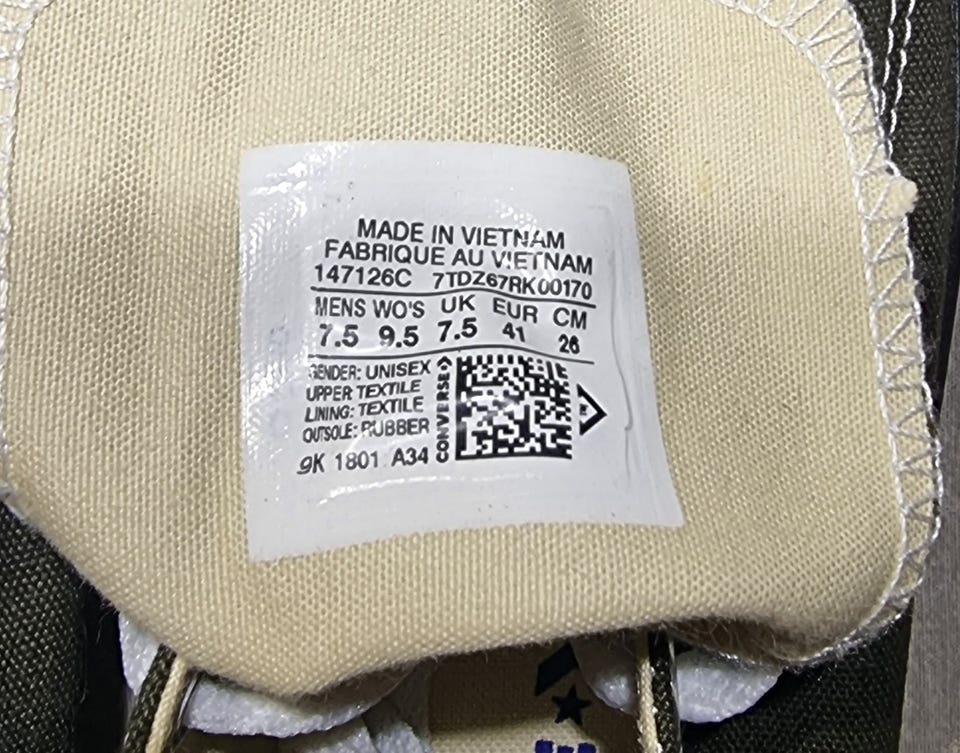 MADE IN VIETNAM
FABRIQUE AU VIETNAM
147126C 7TDZ67RK00170
MENS WO'S UK EUR CM
7.5 9.5 7.5 41 26
GENDER: UNISEX
UPPER TEXTILE
LINING: TEXTILE
OUTSOLE: RUBBER
CONVERSE
gK 1801 A34